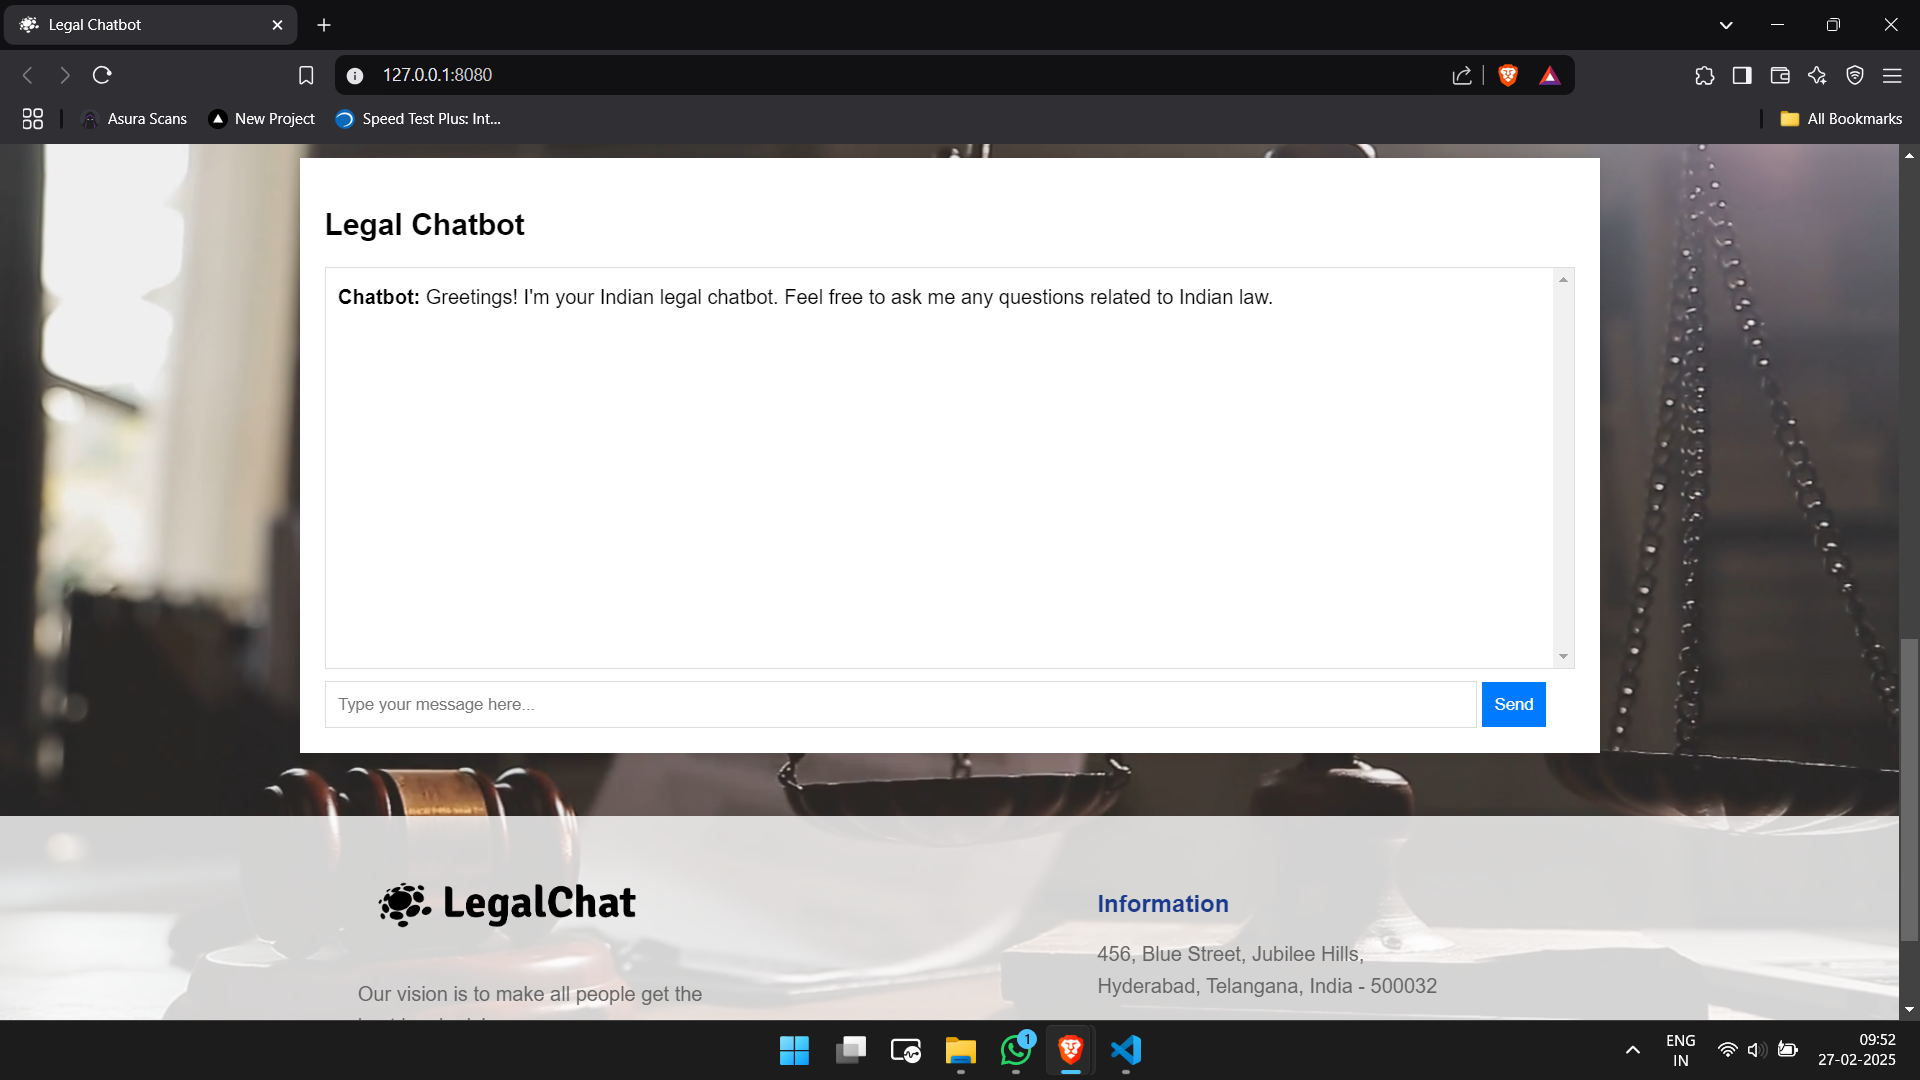 Legal Chatbot
127.0.0.1:8080
Asura Scans
New Project
Speed Test Plus: Int...
All Bookmarks
Legal Chatbot
Chatbot: Greetings! I'm your Indian legal chatbot. Feel free to ask me any questions related to Indian law.
Type your message here...
Send
LegalChat
Our vision is to make all people get the
Information
456, Blue Street, Jubilee Hills,
Hyderabad, Telangana, India - 500032
1
ENG
IN
09:52
27-02-2025